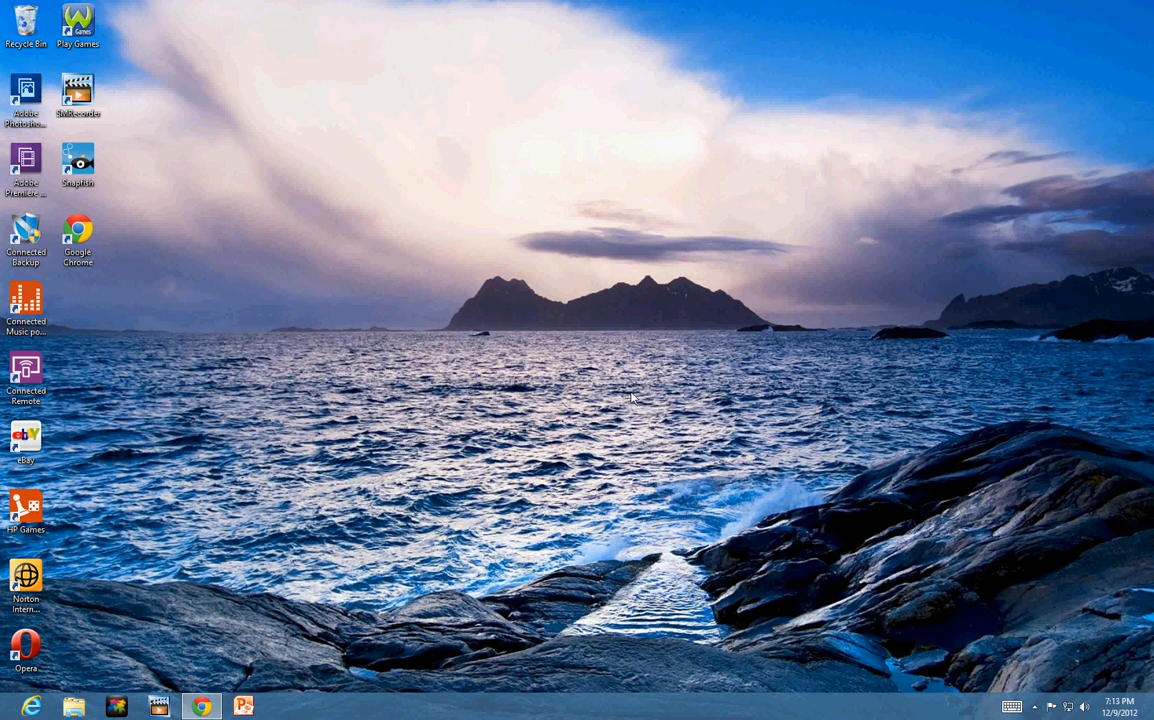 Recycle Bin
Play Games
Adobe
Photosho...
SMRecorder
Adobe
Premiere ...
Snapfish
Connected
Backup
Google
Chrome
Connected
Music po...
Connected
Remote
eBay
HP Games
Norton
Intern...
Opera
7:13 PM
12/9/2012